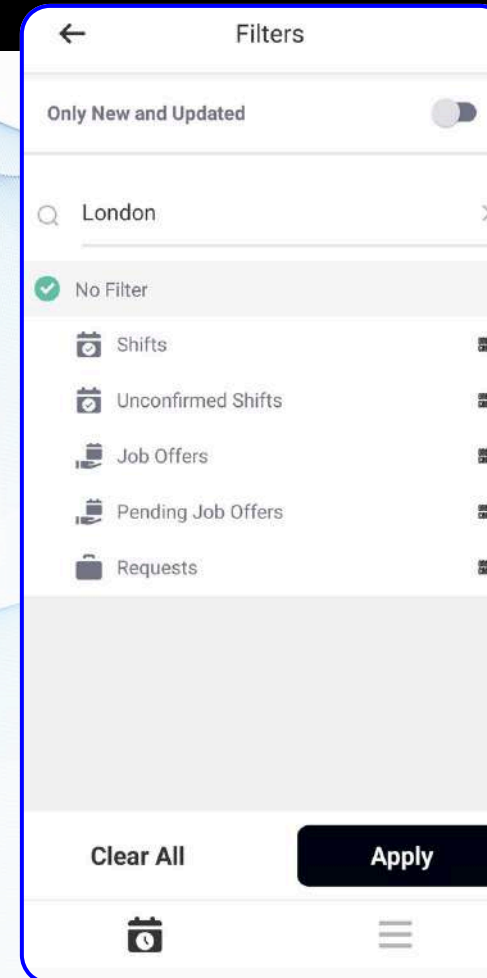 Filters
Only New and Updated
London
No Filter
Shifts
Unconfirmed Shifts
Job Offers
Pending Job Offers
Requests
Clear All
Apply